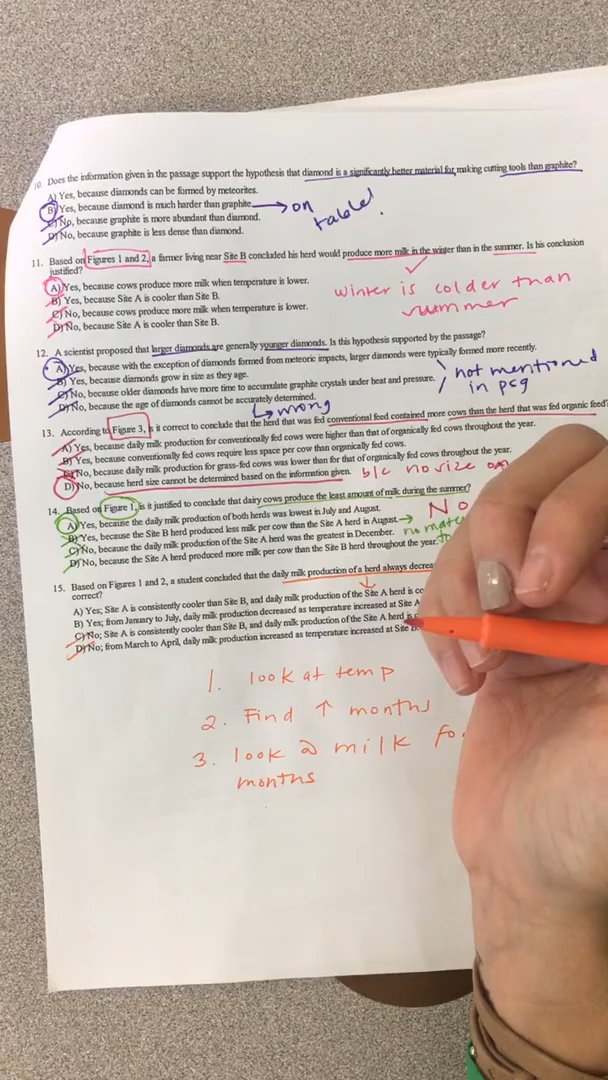 10. Does the information given in the passage support the hypothesis that diamond is a significantly better material for making cutting tools than graphite?
A) Yes, because diamonds can be formed by meteorites.
B) Yes, because diamond is much harder than graphite. → on table!
C) No, because graphite is more abundant than diamond.
D) No, because graphite is less dense than diamond.
11. Based on Figures 1 and 2, a farmer living near Site B concluded his herd would produce more milk in the winter than in the summer. Is his conclusion
justified?
A) Yes, because cows produce more milk when temperature is lower.
B) Yes, because Site A is cooler than Site B.
C) No, because cows produce more milk when temperature is lower.
D) No, because Site A is cooler than Site B.
winter is colder than
summer
12. A scientist proposed that larger diamonds are generally younger diamonds. Is this hypothesis supported by the passage?
A) Yes, because with the exception of diamonds formed from meteoric impacts, larger diamonds were typically formed more recently.
B) Yes, because diamonds grow in size as they age.
C) No, because older diamonds have more time to accumulate graphite crystals under heat and pressure.
D) No, because the age of diamonds cannot be accurately determined.
not mentioned
in psg
↳ wrong
13. According to Figure 3, is it correct to conclude that the herd that was fed conventional feed contained more cows than the herd that was fed organic feed?
A) Yes, because daily milk production for conventionally fed cows were higher than that of organically fed cows throughout the year.
B) Yes, because conventionally fed cows require less space per cow than organically fed cows.
C) No, because daily milk production for grass-fed cows was lower than for that of organically fed cows throughout the year.
D) No, because herd size cannot be determined based on the information given. b/c no size on
14. Based on Figure 1, is it justified to conclude that dairy cows produce the least amount of milk during the summer?
A) Yes, because the daily milk production of both herds was lowest in July and August.
B) Yes, because the Site B herd produced less milk per cow than the Site A herd in August. → No
C) No, because the daily milk production of the Site A herd was the greatest in December. no
D) No, because the Site A herd produced more milk per cow than the Site B herd throughout the year.
15. Based on Figures 1 and 2, a student concluded that the daily milk production of a herd always
correct?
A) Yes; Site A is consistently cooler than Site B, and daily milk production of the Site A herd is
B) Yes; from January to July, daily milk production decreased as temperature increased at Site A
C) No; Site A is consistently cooler than Site B, and daily milk production of the Site A herd is
D) No; from March to April, daily milk production increased as temperature increased at Site B.
1. look at temp
2. Find ↑ months
3. look @ milk
months